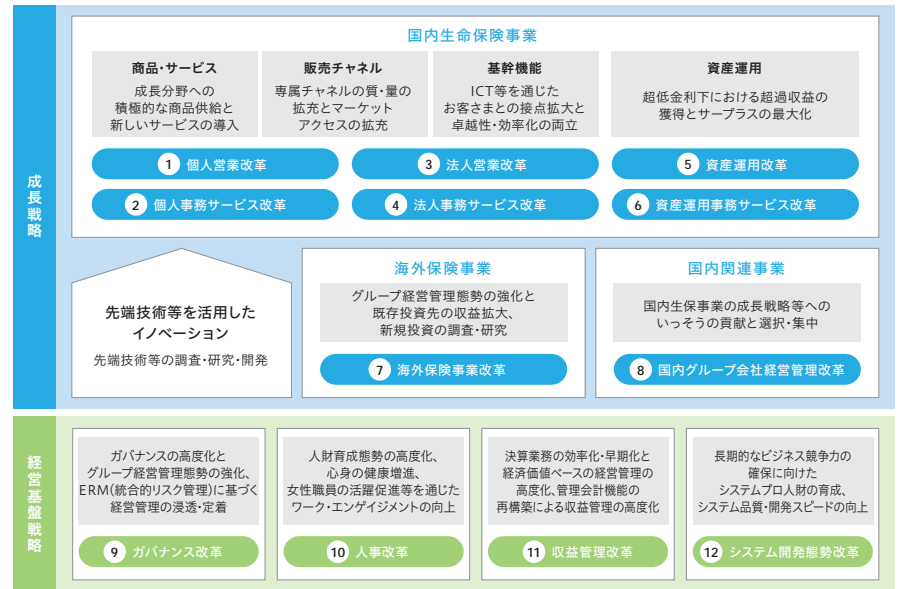 成長戦略
国内生命保険事業
商品・サービス
成長分野への
積極的な商品供給と
新しいサービスの導入
販売チャネル
専属チャネルの質・量の
拡充とマーケット
アクセスの拡充
基幹機能
ICT等を通じた
お客さまとの接点拡大と
卓越性・効率化の両立
資産運用
超低金利下における超過収益の
獲得とサープラスの最大化
1 個人営業改革
3 法人営業改革
5 資産運用改革
2 個人事務サービス改革
4 法人事務サービス改革
6 資産運用事務サービス改革
先端技術等を活用した
イノベーション
先端技術等の調査・研究・開発
海外保険事業
グループ経営管理態勢の強化と
既存投資先の収益拡大、
新規投資の調査・研究
7 海外保険事業改革
国内関連事業
国内生保事業の成長戦略等への
いっそうの貢献と選択・集中
8 国内グループ会社経営管理改革
経営基盤戦略
ガバナンスの高度化と
グループ経営管理態勢の強化、
ERM(統合的リスク管理)に基づく
経営管理の浸透・定着
9 ガバナンス改革
人財育成態勢の高度化、
心身の健康増進、
女性職員の活躍促進等を通じた
ワーク・エンゲイジメントの向上
10 人事改革
決算業務の効率化・早期化と
経済価値ベースの経営管理の
高度化、管理会計機能の
再構築による収益管理の高度化
11 収益管理改革
長期的なビジネス競争力の
確保に向けた
システムプロ人財の育成、
システム品質・開発スピードの向上
12 システム開発態勢改革